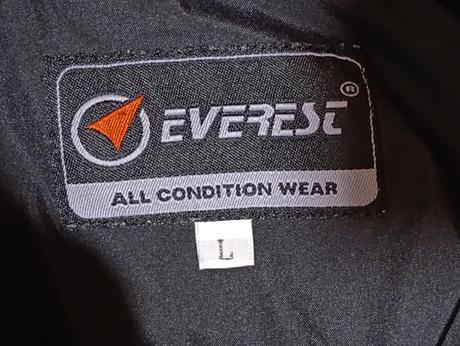 EVEREST ®
ALL CONDITION WEAR
L